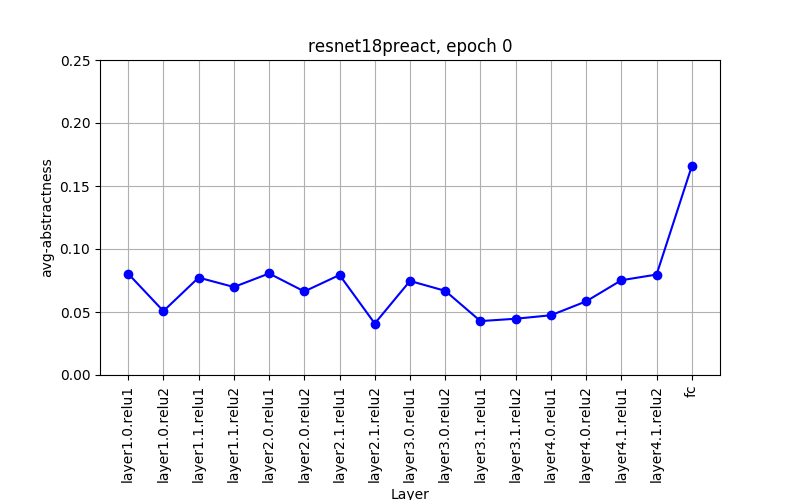 resnet18preact, epoch 0
avg-abstractness
0.25
0.20
0.15
0.10
0.05
0.00
layer1.0.relu1
layer1.0.relu2
layer1.1.relu1
layer1.1.relu2
layer2.0.relu1
layer2.0.relu2
layer2.1.relu1
layer2.1.relu2
layer3.0.relu1
layer3.0.relu2
layer3.1.relu1
layer3.1.relu2
layer4.0.relu1
layer4.0.relu2
layer4.1.relu1
layer4.1.relu2
fc
Layer